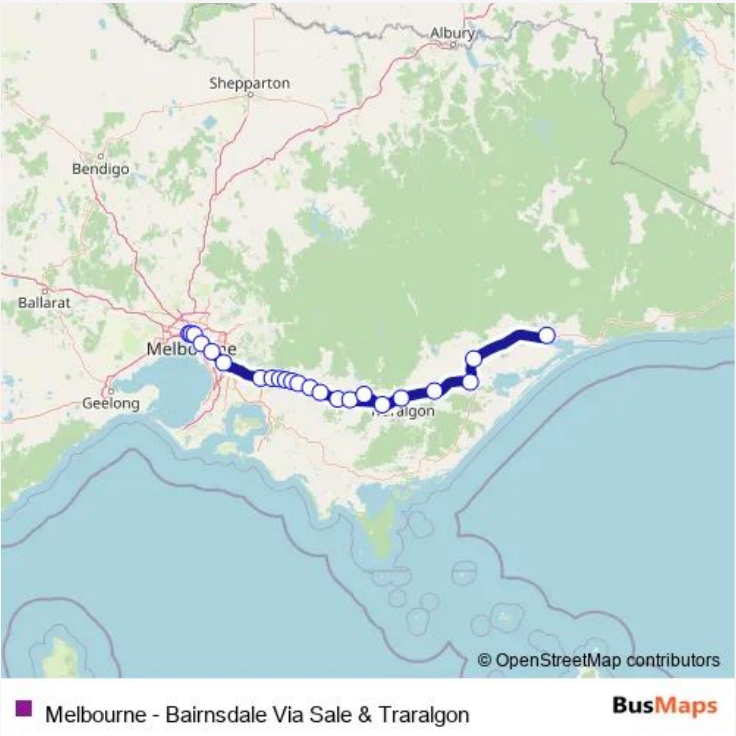 Albury
Shepparton
Bendigo
Ballarat
Melbourne
Geelong
Traralgon
© OpenStreetMap contributors
Melbourne - Bairnsdale Via Sale & Traralgon
BusMaps